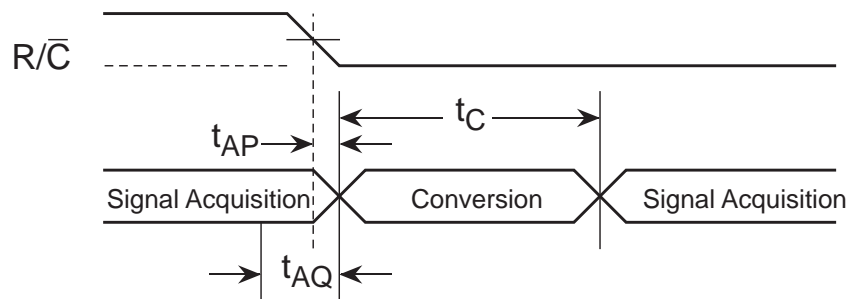 R/C̅
t_C
t_AP
Signal Acquisition
Conversion
Signal Acquisition
t_AQ